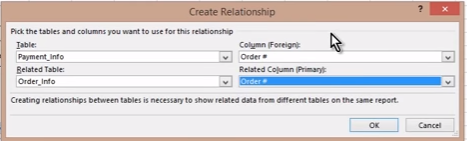 Create Relationship
? ×
Pick the tables and columns you want to use for this relationship
Table: Column (Foreign):
Payment_Info Order #
Related Table: Related Column (Primary):
Order_Info Order #
Creating relationships between tables is necessary to show related data from different tables on the same report.
OK Cancel